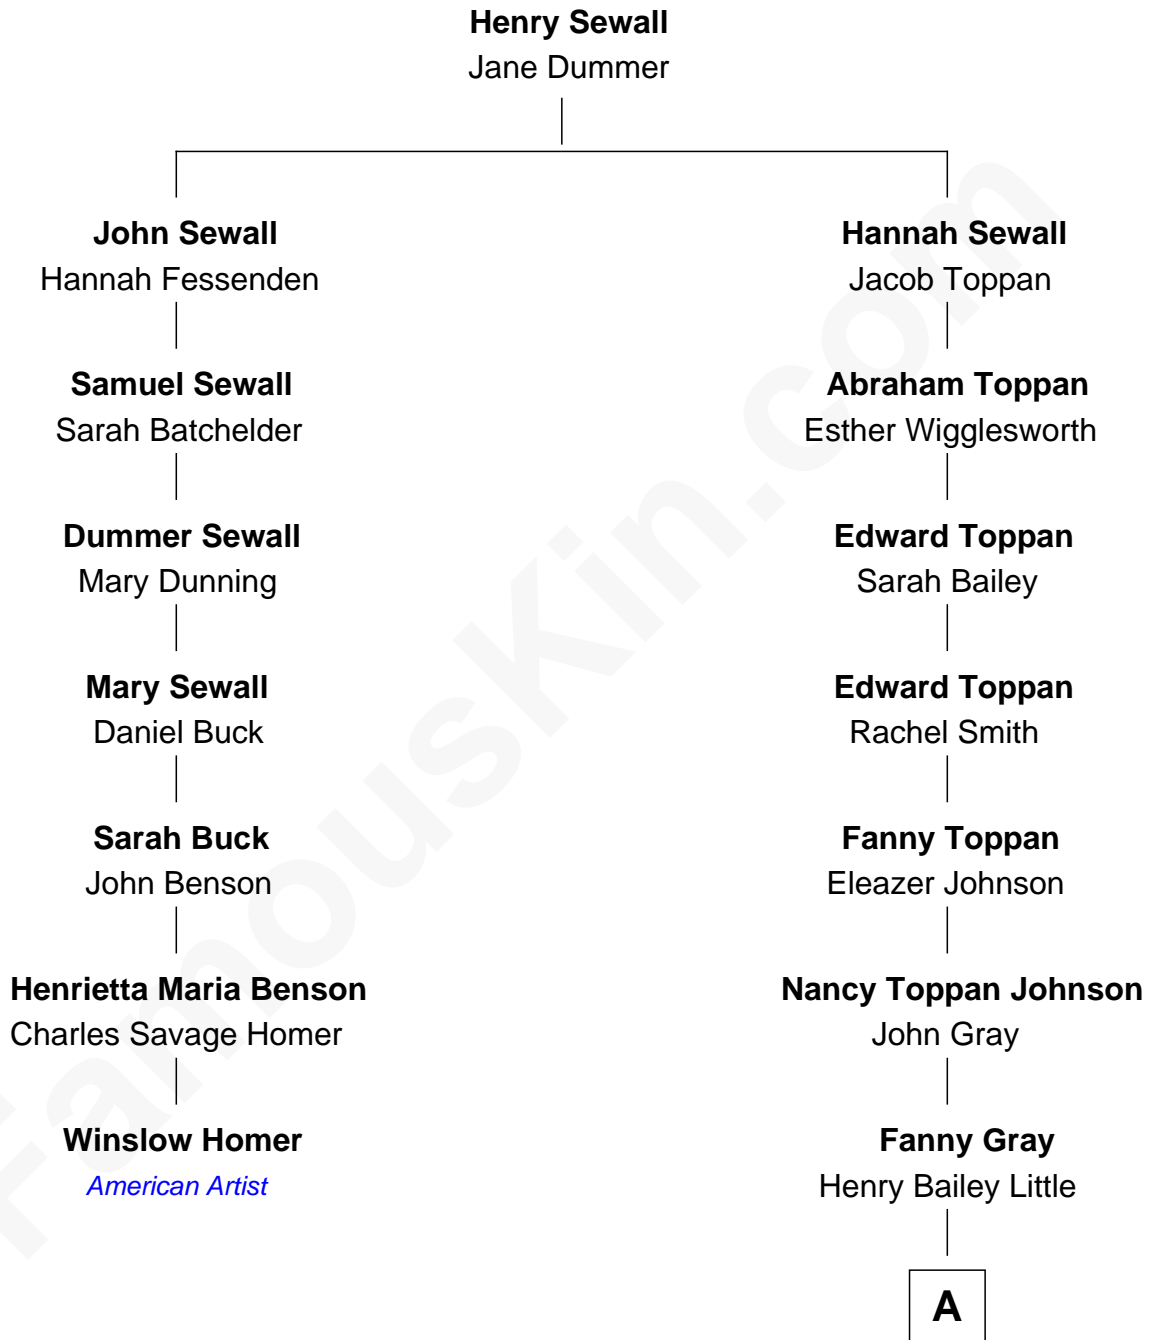 Henry Sewall
Jane Dummer
John Sewall
Hannah Fessenden
Hannah Sewall
Jacob Toppan
Samuel Sewall
Sarah Batchelder
Abraham Toppan
Esther Wigglesworth
Dummer Sewall
Mary Dunning
Edward Toppan
Sarah Bailey
Mary Sewall
Daniel Buck
Edward Toppan
Rachel Smith
Sarah Buck
John Benson
Fanny Toppan
Eleazer Johnson
Henrietta Maria Benson
Charles Savage Homer
Nancy Toppan Johnson
John Gray
Winslow Homer
American Artist
Fanny Gray
Henry Bailey Little
A
FamousKin.com